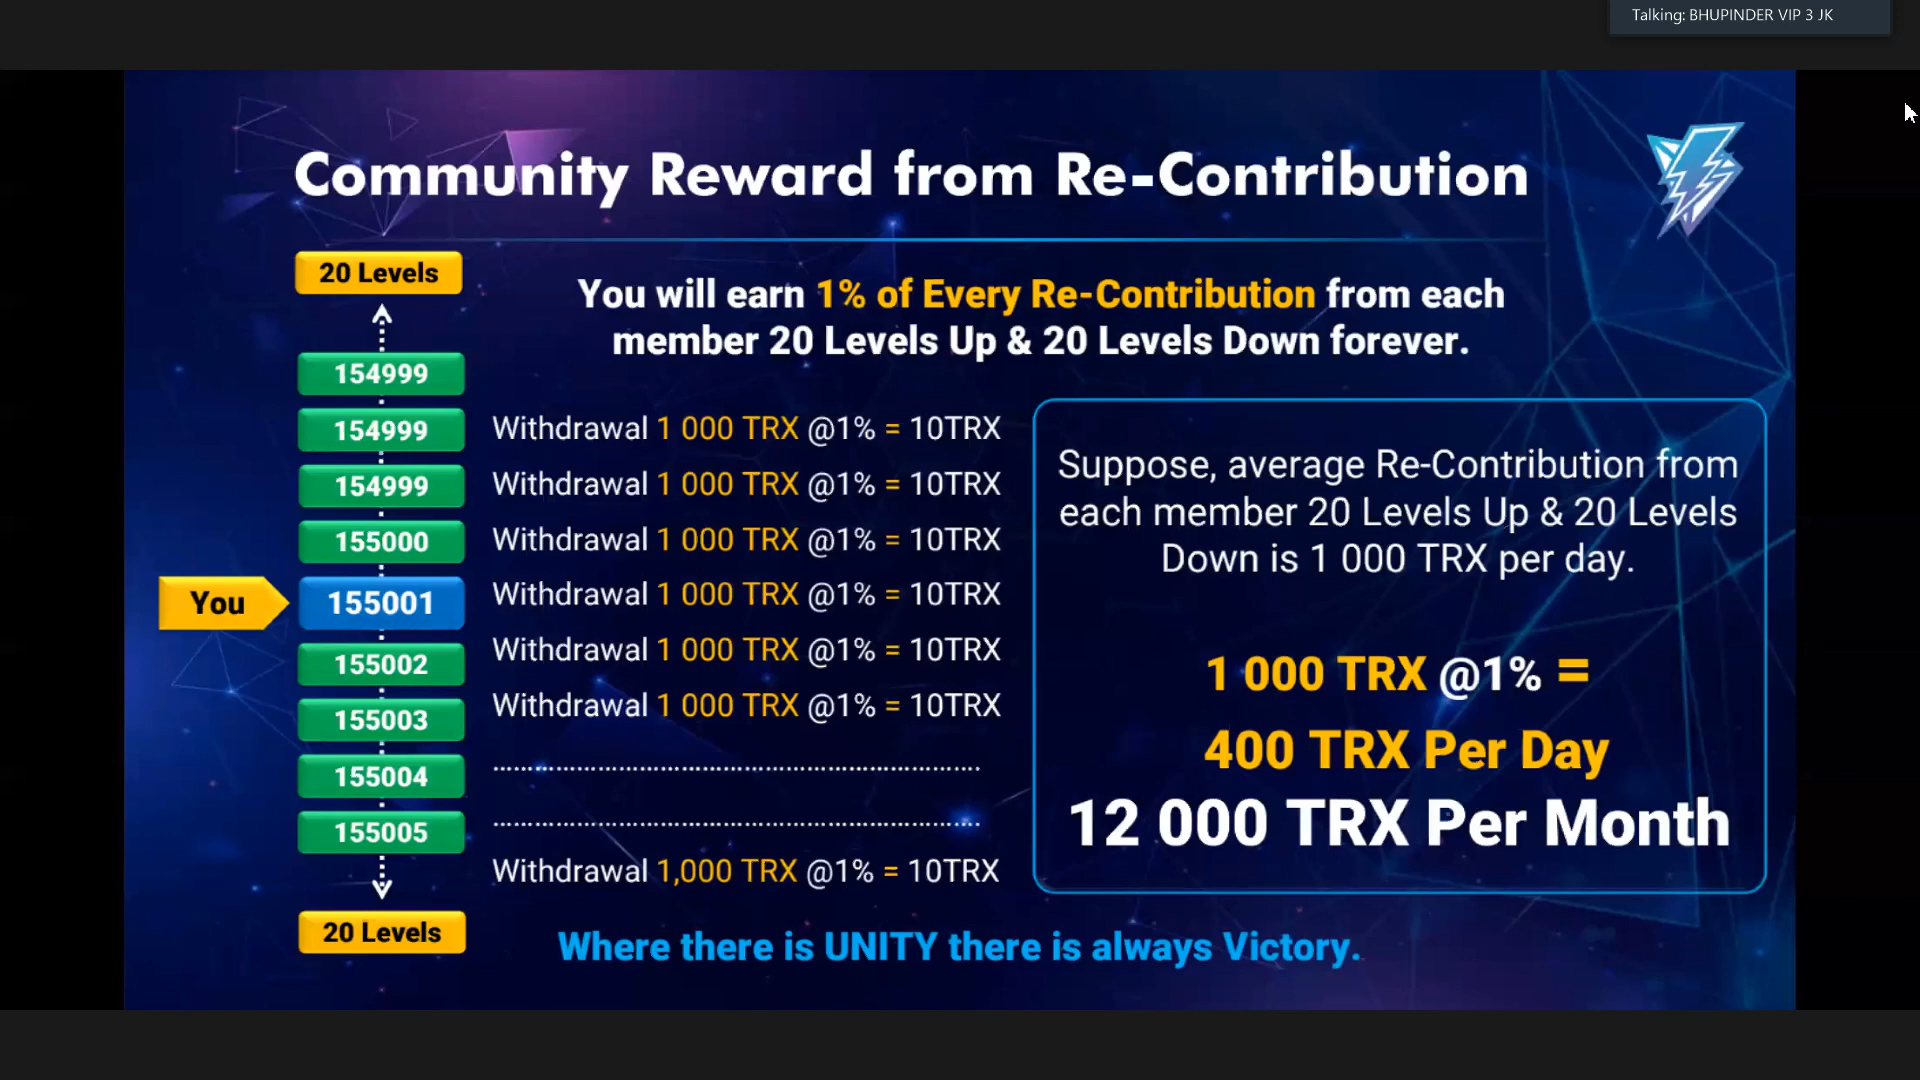 Talking: BHUPINDER VIP 3 JK
Community Reward from Re-Contribution
20 Levels
You will earn 1% of Every Re-Contribution from each
member 20 Levels Up & 20 Levels Down forever.
154999
154999
Withdrawal 1 000 TRX @1% = 10TRX
154999
Withdrawal 1 000 TRX @1% = 10TRX
155000
Withdrawal 1 000 TRX @1% = 10TRX
You
155001
Withdrawal 1 000 TRX @1% = 10TRX
155002
Withdrawal 1 000 TRX @1% = 10TRX
155003
Withdrawal 1 000 TRX @1% = 10TRX
155004
155005
Withdrawal 1,000 TRX @1% = 10TRX
20 Levels
Suppose, average Re-Contribution from
each member 20 Levels Up & 20 Levels
Down is 1 000 TRX per day.
1 000 TRX @1% =
400 TRX Per Day
12 000 TRX Per Month
Where there is UNITY there is always Victory.